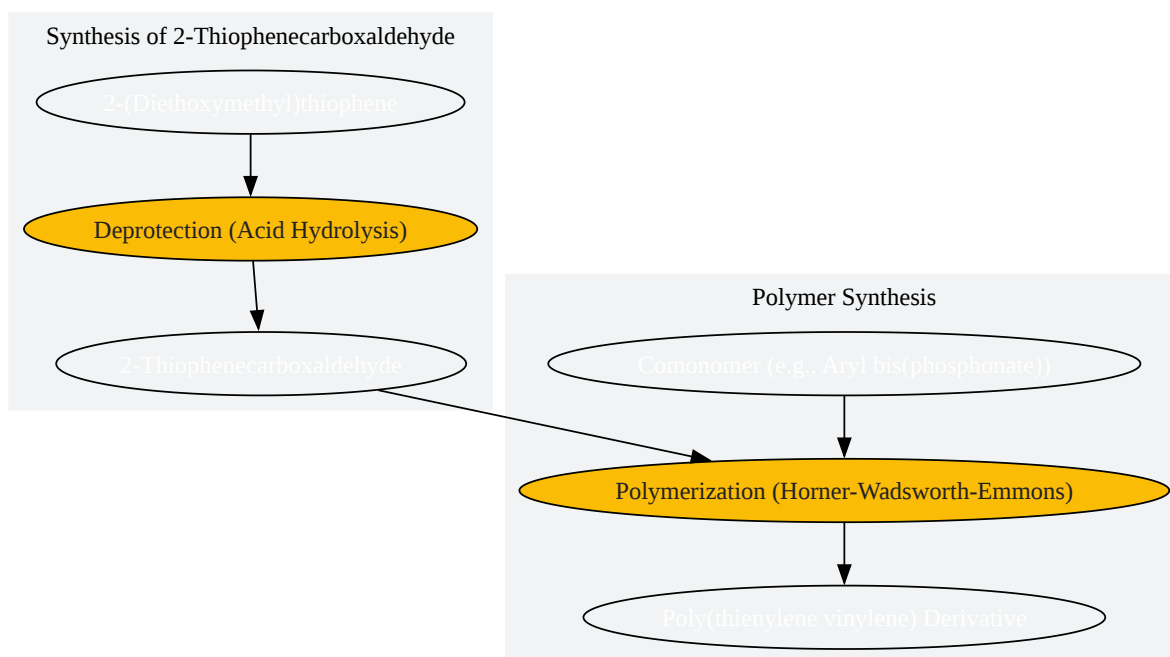 Synthesis of 2-Thiophenecarboxaldehyde
2-(Diethoxymethyl)thiophene
Deprotection (Acid Hydrolysis)
2-Thiophenecarboxaldehyde
Polymer Synthesis
Comonomer (e.g., Aryl bis(phosphonate))
Polymerization (Horner-Wadsworth-Emmons)
Poly(thienylene vinylene) Derivative